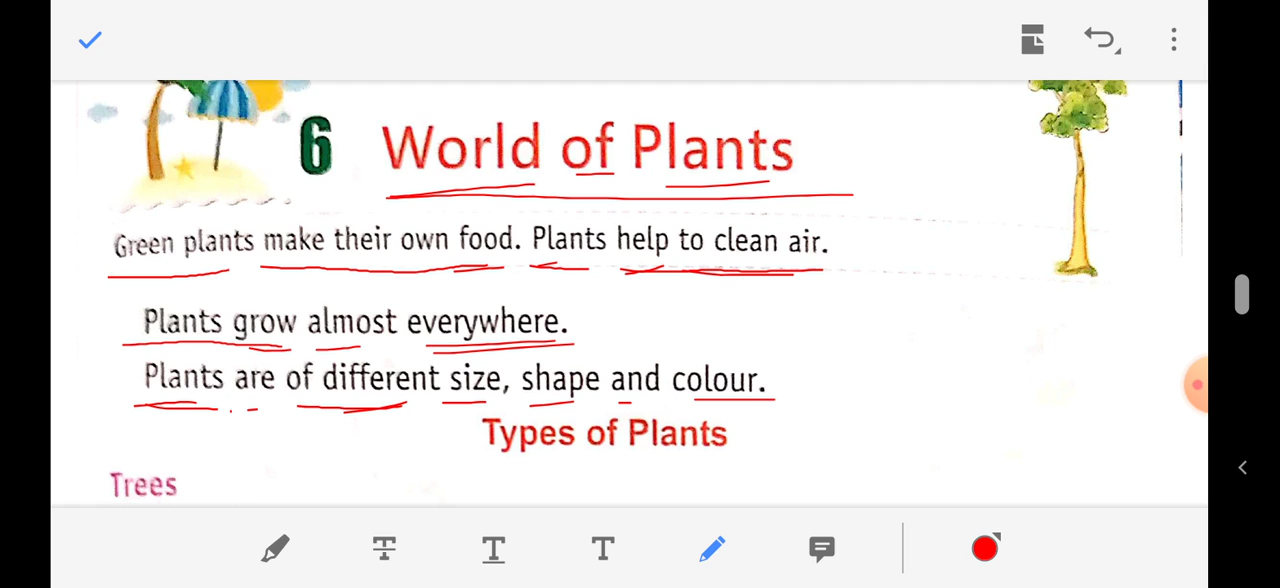 6 World of Plants
Green plants make their own food. Plants help to clean air.
Plants grow almost everywhere.
Plants are of different size, shape and colour.
Types of Plants
Trees